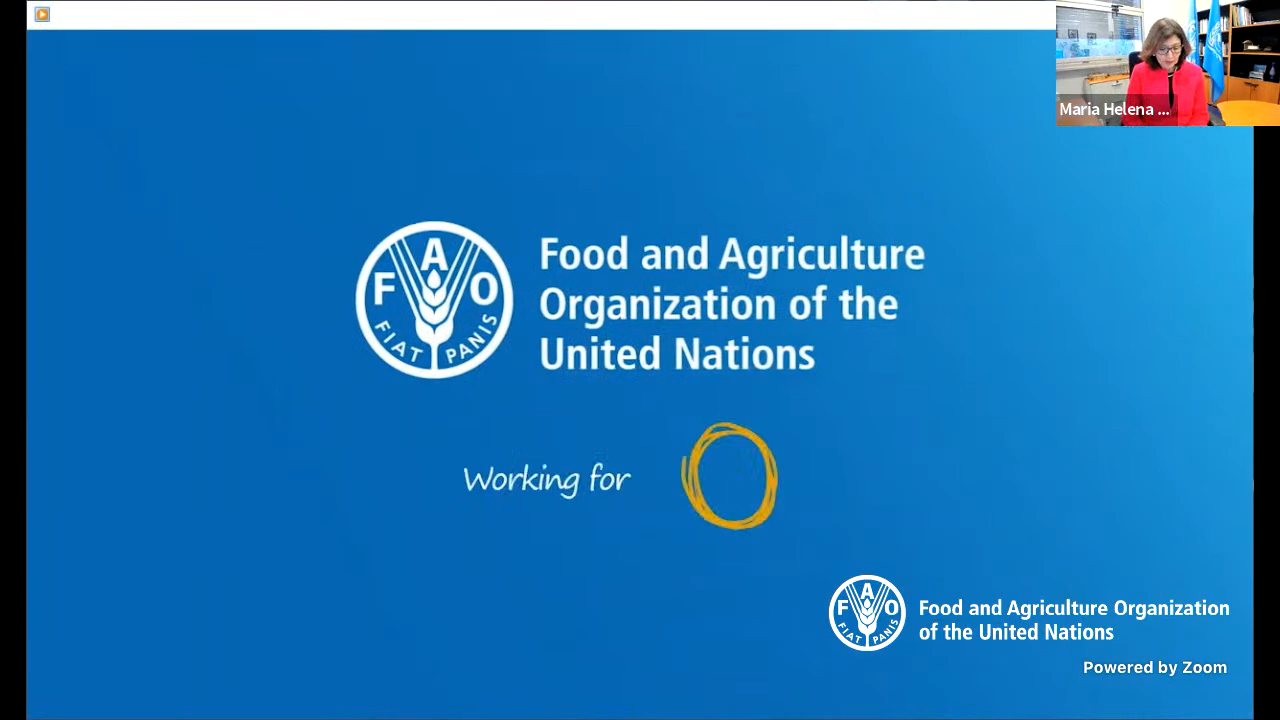 Maria Helena ...
F A O
FIAT PANIS
Food and Agriculture
Organization of the
United Nations
Working for
F A O
FIAT PANIS
Food and Agriculture Organization
of the United Nations
Powered by Zoom